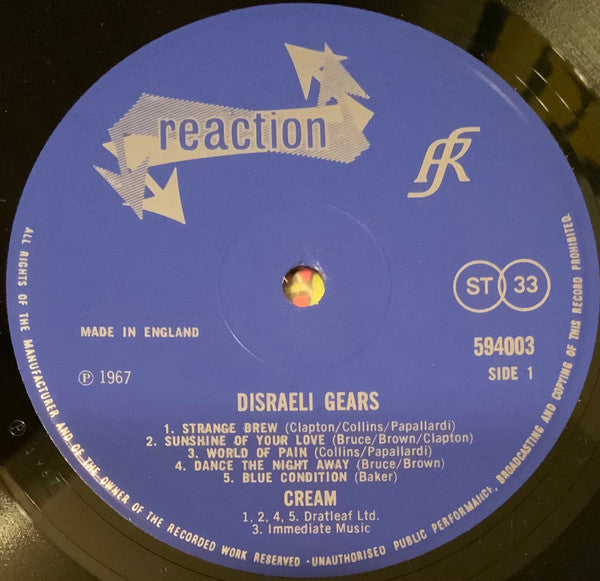 reaction
fSR
ST 33
MADE IN ENGLAND
594003
Ⓟ 1967
SIDE 1
DISRAELI GEARS
1. STRANGE BREW (Clapton/Collins/Papallardi)
2. SUNSHINE OF YOUR LOVE (Bruce/Brown/Clapton)
3. WORLD OF PAIN (Collins/Papallardi)
4. DANCE THE NIGHT AWAY (Bruce/Brown)
5. BLUE CONDITION (Baker)
CREAM
1, 2, 4, 5. Dratleaf Ltd.
3. Immediate Music
ALL RIGHTS OF THE MANUFACTURER AND OF THE OWNER OF THE RECORDED WORK RESERVED · UNAUTHORISED PUBLIC PERFORMANCE, BROADCASTING AND COPYING OF THIS RECORD PROHIBITED.